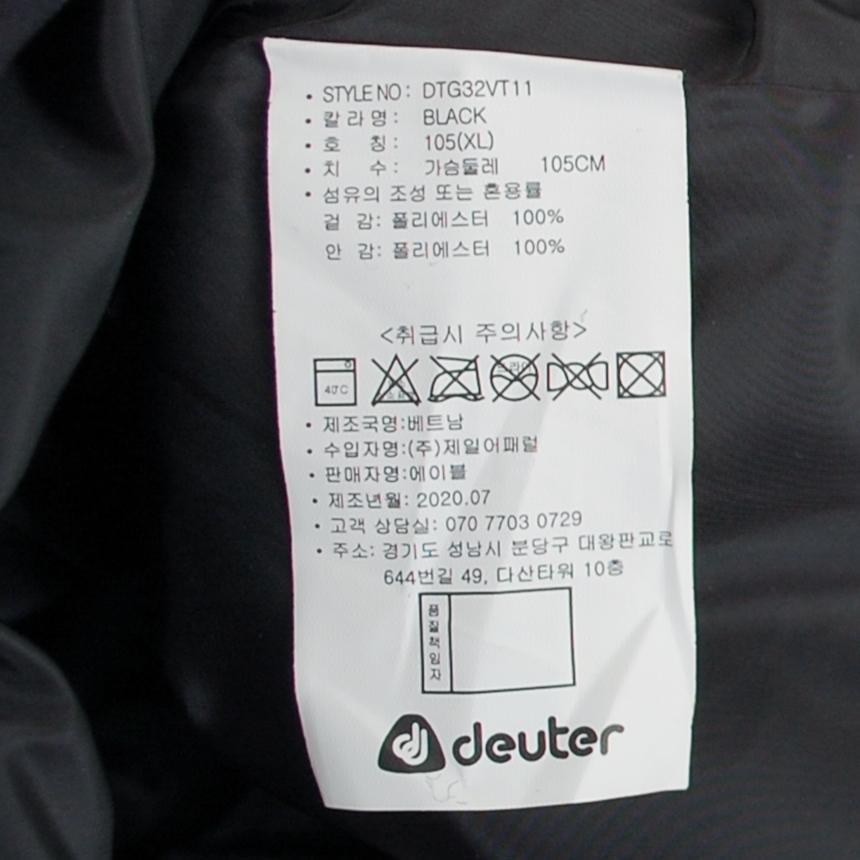 • STYLE NO : DTG32VT11
• 칼 라 명 : BLACK
• 호 칭 : 105(XL)
• 치 수 : 가슴둘레 105CM
• 섬유의 조성 또는 혼용률
겉 감: 폴리에스터 100%
안 감: 폴리에스터 100%
<취급시 주의사항>
40°C
• 제조국명:베트남
• 수입자명:(주)제일어패럴
• 판매자명:에이블
• 제조년월: 2020.07
• 고객 상담실: 070 7703 0729
• 주소: 경기도 성남시 분당구 대왕판교로
644번길 49, 다산타워 10층
품질책임자
deuter